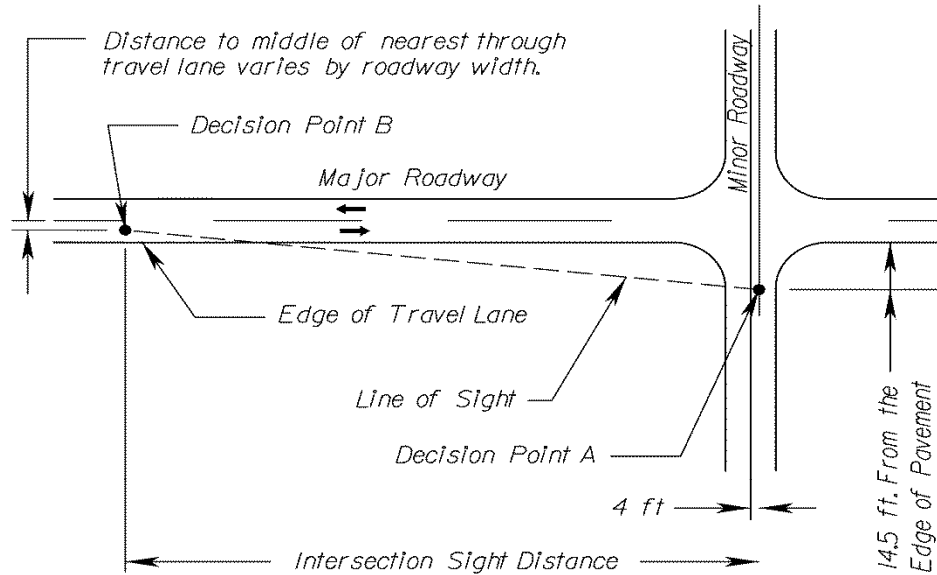 Distance to middle of nearest through
travel lane varies by roadway width.
Decision Point B
Major Roadway
Minor Roadway
Edge of Travel Lane
Line of Sight
Decision Point A
4 ft
14.5 ft. From the
Edge of Pavement
Intersection Sight Distance